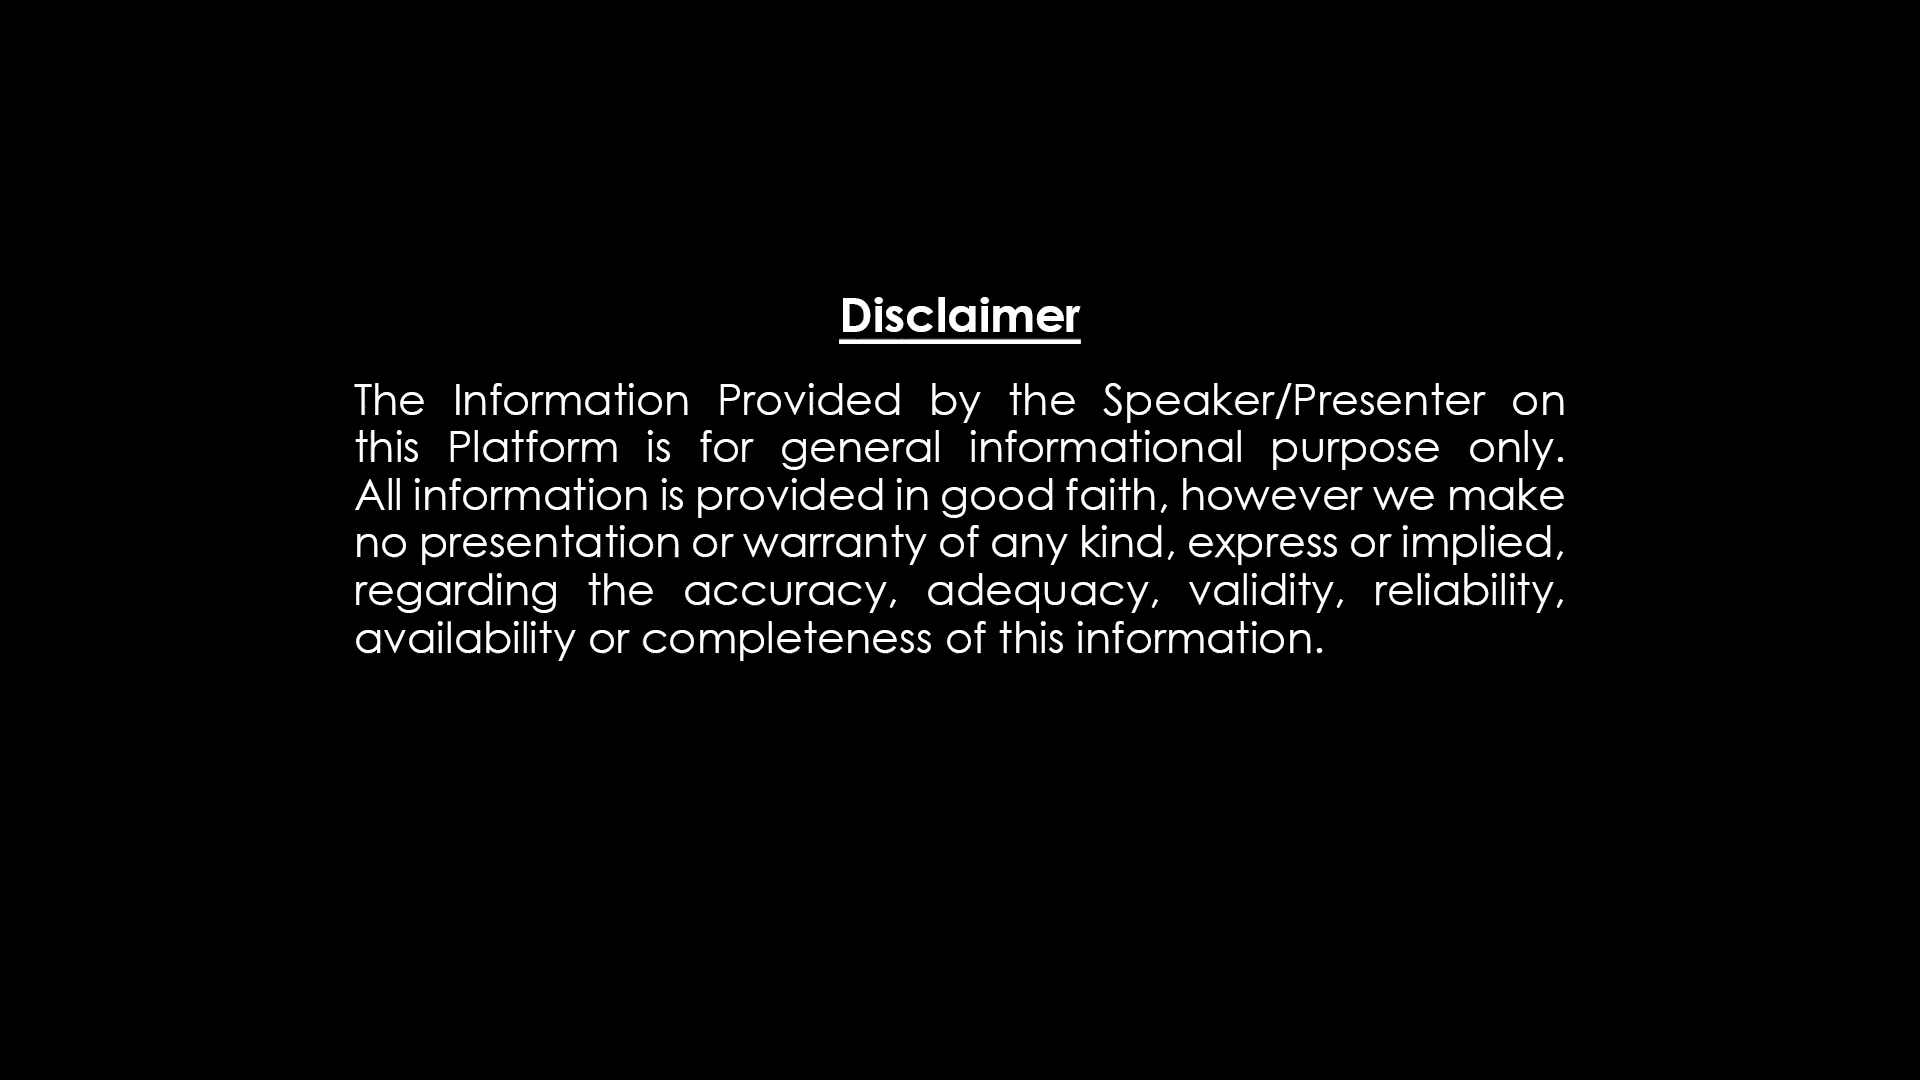 Disclaimer
The Information Provided by the Speaker/Presenter on
this Platform is for general informational purpose only.
All information is provided in good faith, however we make
no presentation or warranty of any kind, express or implied,
regarding the accuracy, adequacy, validity, reliability,
availability or completeness of this information.